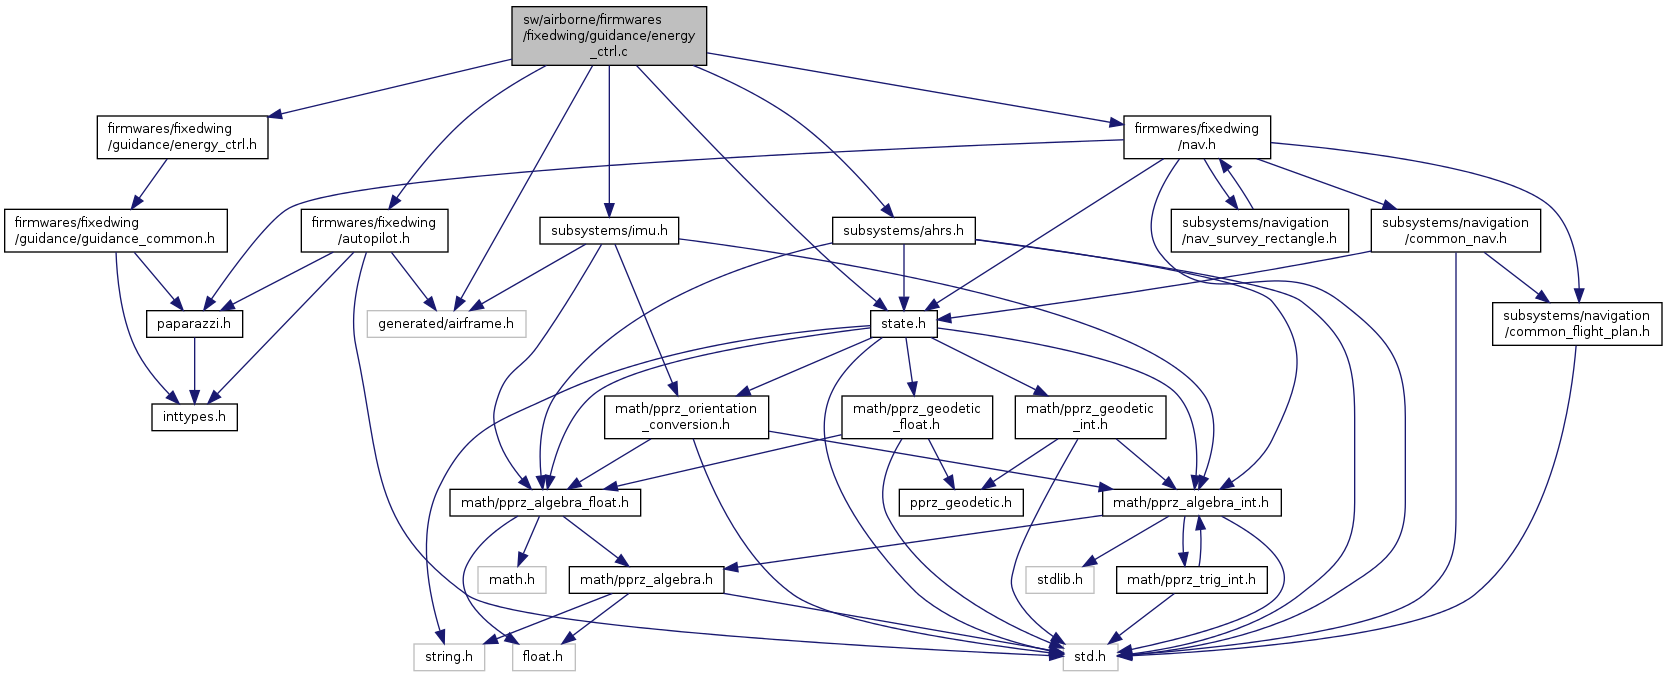 sw/airborne/firmwares
/fixedwing/guidance/energy
_ctrl.c
firmwares/fixedwing
/guidance/energy_ctrl.h
firmwares/fixedwing
/nav.h
firmwares/fixedwing
/guidance/guidance_common.h
firmwares/fixedwing
/autopilot.h
subsystems/imu.h
subsystems/ahrs.h
subsystems/navigation
/nav_survey_rectangle.h
subsystems/navigation
/common_nav.h
paparazzi.h
generated/airframe.h
state.h
subsystems/navigation
/common_flight_plan.h
inttypes.h
math/pprz_orientation
_conversion.h
math/pprz_geodetic
_float.h
math/pprz_geodetic
_int.h
math/pprz_algebra_float.h
pprz_geodetic.h
math/pprz_algebra_int.h
math.h
math/pprz_algebra.h
stdlib.h
math/pprz_trig_int.h
string.h
float.h
std.h